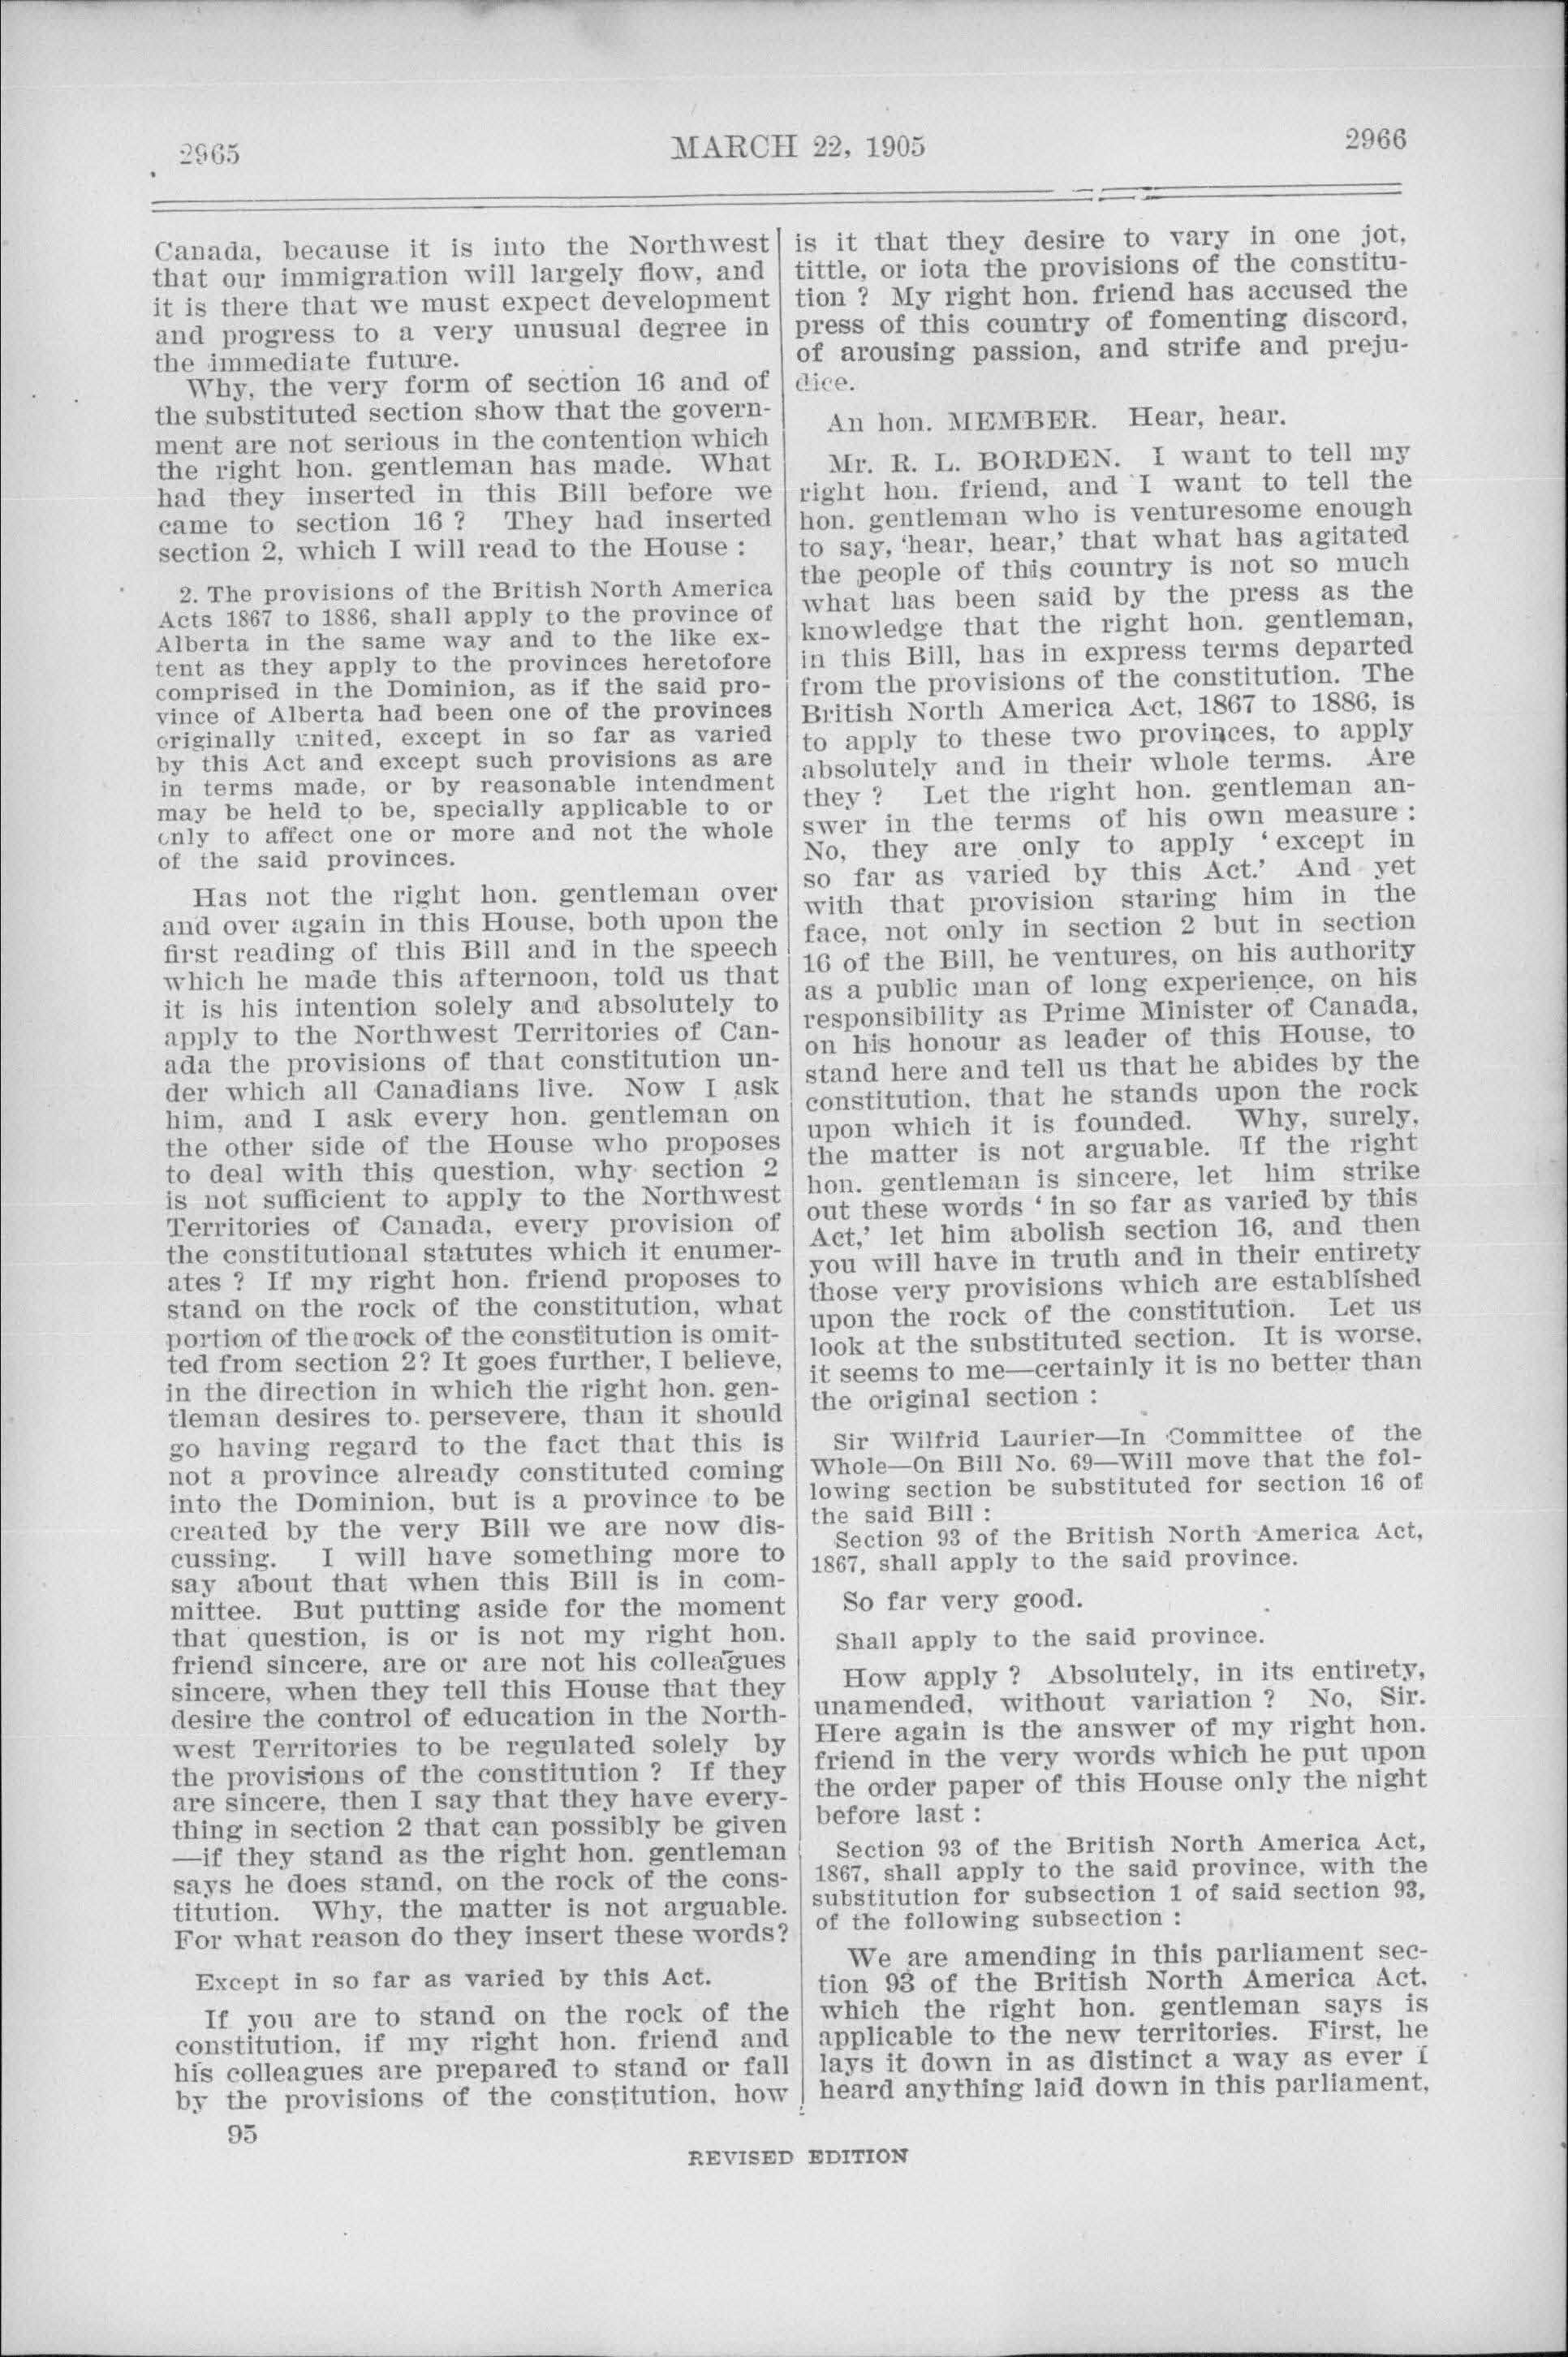 2965
MARCH 22, 1905
2966
Canada, because it is into the Northwest
that our immigration will largely flow, and
it is there that we must expect development
and progress to a very unusual degree in
the immediate future.
Why, the very form of section 16 and of
the substituted section show that the govern-
ment are not serious in the contention which
the right hon. gentleman has made. What
had they inserted in this Bill before we
came to section 16 ? They had inserted
section 2, which I will read to the House :
2. The provisions of the British North America
Acts 1867 to 1886, shall apply to the province of
Alberta in the same way and to the like ex-
tent as they apply to the provinces heretofore
comprised in the Dominion, as if the said pro-
vince of Alberta had been one of the provinces
originally united, except in so far as varied
by this Act and except such provisions as are
in terms made, or by reasonable intendment
may be held to be, specially applicable to or
only to affect one or more and not the whole
of the said provinces.
Has not the right hon. gentleman over
and over again in this House, both upon the
first reading of this Bill and in the speech
which he made this afternoon, told us that
it is his intention solely and absolutely to
apply to the Northwest Territories of Can-
ada the provisions of that constitution un-
der which all Canadians live. Now I ask
him, and I ask every hon. gentleman on
the other side of the House who proposes
to deal with this question, why section 2
is not sufficient to apply to the Northwest
Territories of Canada, every provision of
the constitutional statutes which it enumer-
ates ? If my right hon. friend proposes to
stand on the rock of the constitution, what
portion of the rock of the constitution is omit-
ted from section 2? It goes further, I believe,
in the direction in which the right hon. gen-
tleman desires to. persevere, than it should
go having regard to the fact that this is
not a province already constituted coming
into the Dominion, but is a province to be
created by the very Bill we are now dis-
cussing. I will have something more to
say about that when this Bill is in com-
mittee. But putting aside for the moment
that question, is or is not my right hon.
friend sincere, are or are not his colleagues
sincere, when they tell this House that they
desire the control of education in the North-
west Territories to be regulated solely by
the provisions of the constitution ? If they
are sincere, then I say that they have every-
thing in section 2 that can possibly be given
—if they stand as the right hon. gentleman
says he does stand, on the rock of the cons-
titution. Why, the matter is not arguable.
For what reason do they insert these words?
Except in so far as varied by this Act.
If you are to stand on the rock of the
constitution, if my right hon. friend and
his colleagues are prepared to stand or fall
by the provisions of the constitution, how
95
is it that they desire to vary in one jot,
tittle, or iota the provisions of the constitu-
tion ? My right hon. friend has accused the
press of this country of fomenting discord,
of arousing passion, and strife and preju-
dice.
An hon. MEMBER. Hear, hear.
Mr. R. L. BORDEN. I want to tell my
right hon. friend, and I want to tell the
hon. gentleman who is venturesome enough
to say, 'hear, hear,' that what has agitated
the people of this country is not so much
what has been said by the press as the
knowledge that the right hon. gentleman,
in this Bill, has in express terms departed
from the provisions of the constitution. The
British North America Act, 1867 to 1886, is
to apply to these two provinces, to apply
absolutely and in their whole terms. Are
they ? Let the right hon. gentleman an-
swer in the terms of his own measure :
No, they are only to apply ' except in
so far as varied by this Act.' And yet
with that provision staring him in the
face, not only in section 2 but in section
16 of the Bill, he ventures, on his authority
as a public man of long experience, on his
responsibility as Prime Minister of Canada,
on his honour as leader of this House, to
stand here and tell us that he abides by the
constitution, that he stands upon the rock
upon which it is founded. Why, surely,
the matter is not arguable. If the right
hon. gentleman is sincere, let him strike
out these words ' in so far as varied by this
Act,' let him abolish section 16, and then
you will have in truth and in their entirety
those very provisions which are established
upon the rock of the constitution. Let us
look at the substituted section. It is worse,
it seems to me—certainly it is no better than
the original section :
Sir Wilfrid Laurier—In Committee of the
Whole—On Bill No. 69—Will move that the fol-
lowing section be substituted for section 16 of
the said Bill :
Section 93 of the British North America Act,
1867, shall apply to the said province.
So far very good.
Shall apply to the said province.
How apply ? Absolutely, in its entirety,
unamended, without variation ? No, Sir.
Here again is the answer of my right hon.
friend in the very words which he put upon
the order paper of this House only the night
before last :
Section 93 of the British North America Act,
1867, shall apply to the said province, with the
substitution for subsection 1 of said section 93,
of the following subsection :
We are amending in this parliament sec-
tion 93 of the British North America Act,
which the right hon. gentleman says is
applicable to the new territories. First, he
lays it down in as distinct a way as ever I
heard anything laid down in this parliament,
REVISED EDITION